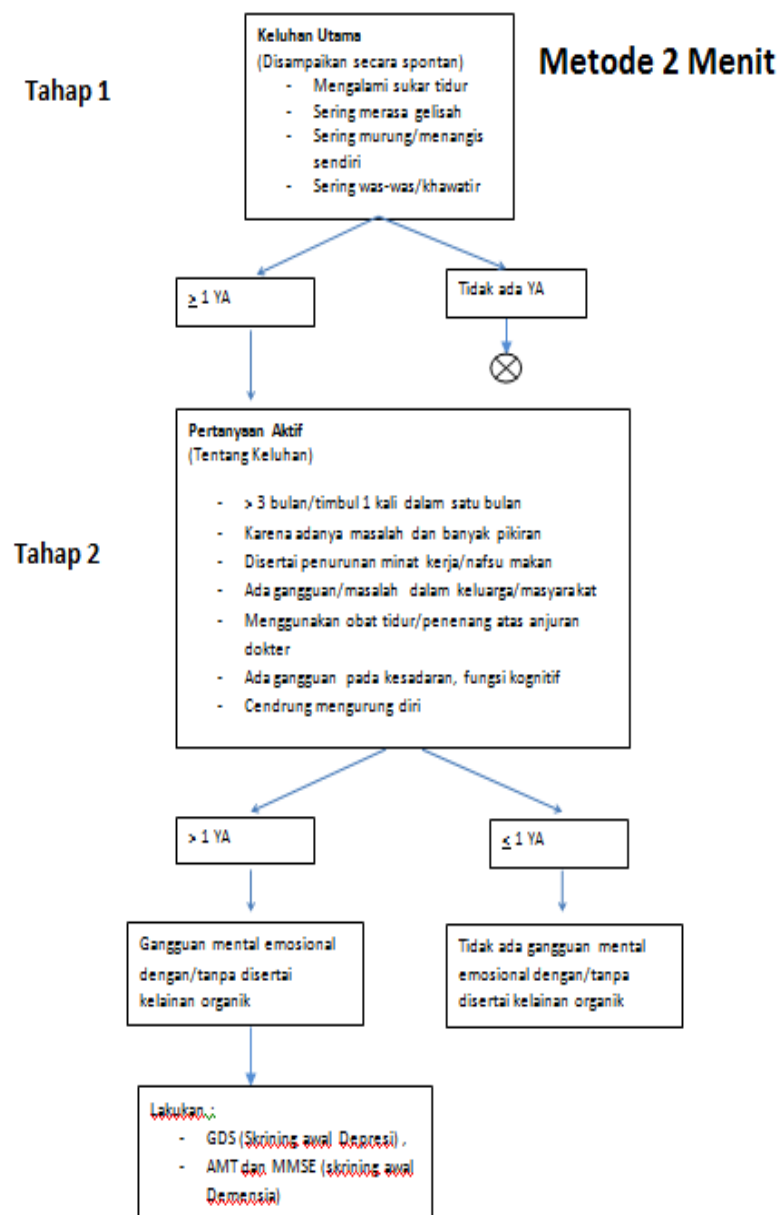 Metode 2 Menit
Tahap 1
Keluhan Utama
(Disampaikan secara spontan)
- Mengalami sukar tidur
- Sering merasa gelisah
- Sering murung/menangis
sendiri
- Sering was-was/khawatir
≥ 1 YA
Tidak ada YA
Tahap 2
Pertanyaan Aktif
(Tentang Keluhan)
- > 3 bulan/timbul 1 kali dalam satu bulan
- Karena adanya masalah dan banyak pikiran
- Disertai penurunan minat kerja/nafsu makan
- Ada gangguan/masalah dalam keluarga/masyarakat
- Menggunakan obat tidur/penenang atas anjuran
dokter
- Ada gangguan pada kesadaran, fungsi kognitif
- Cendrung mengurung diri
> 1 YA
≤ 1 YA
Gangguan mental emosional
dengan/tanpa disertai
kelainan organik
Tidak ada gangguan mental
emosional dengan/tanpa
disertai kelainan organik
Lakukan :
- GDS (Skrining awal Depresi) ,
- AMT dan MMSE (skrining awal
Demensia)